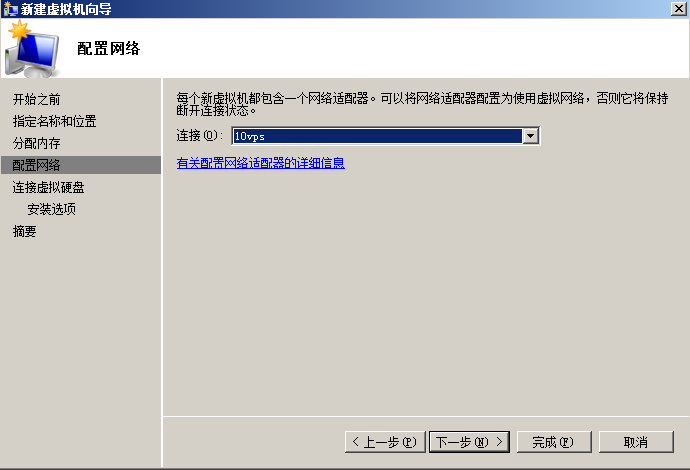 新建虚拟机向导
配置网络
开始之前
指定名称和位置
分配内存
配置网络
连接虚拟硬盘
安装选项
摘要
每个新虚拟机都包含一个网络适配器。可以将网络适配器配置为使用虚拟网络，否则它将保持
断开连接状态。
连接(O): 10vps
有关配置网络适配器的详细信息
< 上一步(P) 下一步(N) > 完成(F) 取消